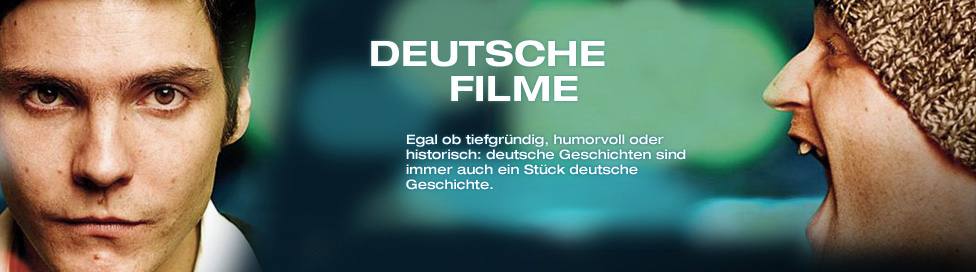 DEUTSCHE
FILME
Egal ob tiefgründig, humorvoll oder
historisch: deutsche Geschichten sind
immer auch ein Stück deutsche
Geschichte.